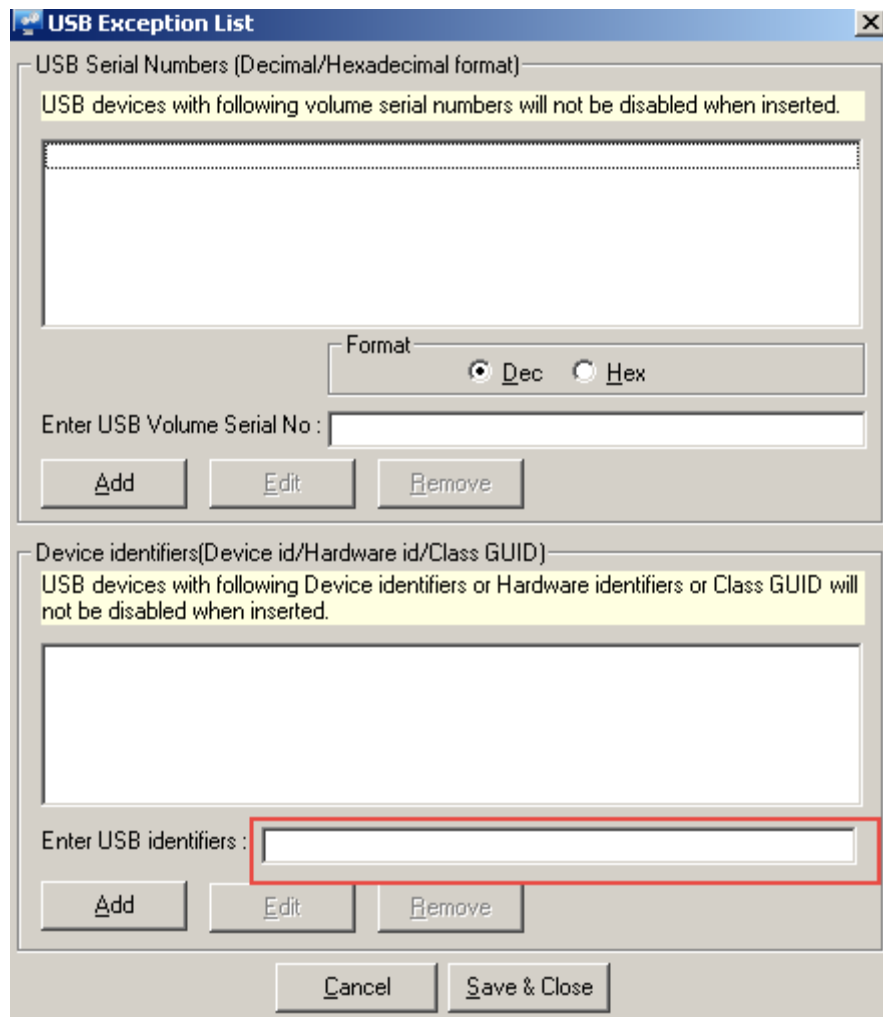 USB Exception List
USB Serial Numbers (Decimal/Hexadecimal format)
USB devices with following volume serial numbers will not be disabled when inserted.
Format
Dec Hex
Enter USB Volume Serial No :
Add Edit Remove
Device identifiers(Device id/Hardware id/Class GUID)
USB devices with following Device identifiers or Hardware identifiers or Class GUID will
not be disabled when inserted.
Enter USB identifiers :
Add Edit Remove
Cancel Save & Close